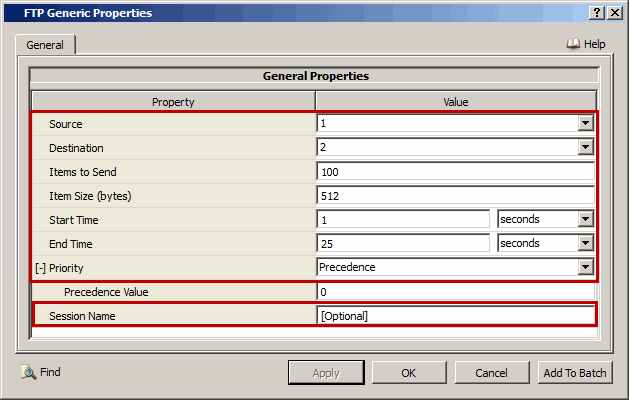 FTP Generic Properties
General
Help
General Properties
Property Value
Source 1
Destination 2
Items to Send 100
Item Size (bytes) 512
Start Time 1 seconds
End Time 25 seconds
[-] Priority Precedence
Precedence Value 0
Session Name [Optional]
Find Apply OK Cancel Add To Batch